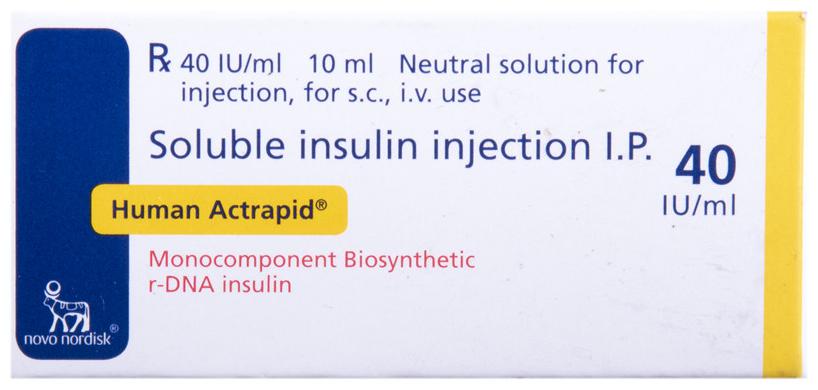 ℞ 40 IU/ml 10 ml Neutral solution for
injection, for s.c., i.v. use
Soluble insulin injection I.P.
40
IU/ml
Human Actrapid®
Monocomponent Biosynthetic
r-DNA insulin
novo nordisk®